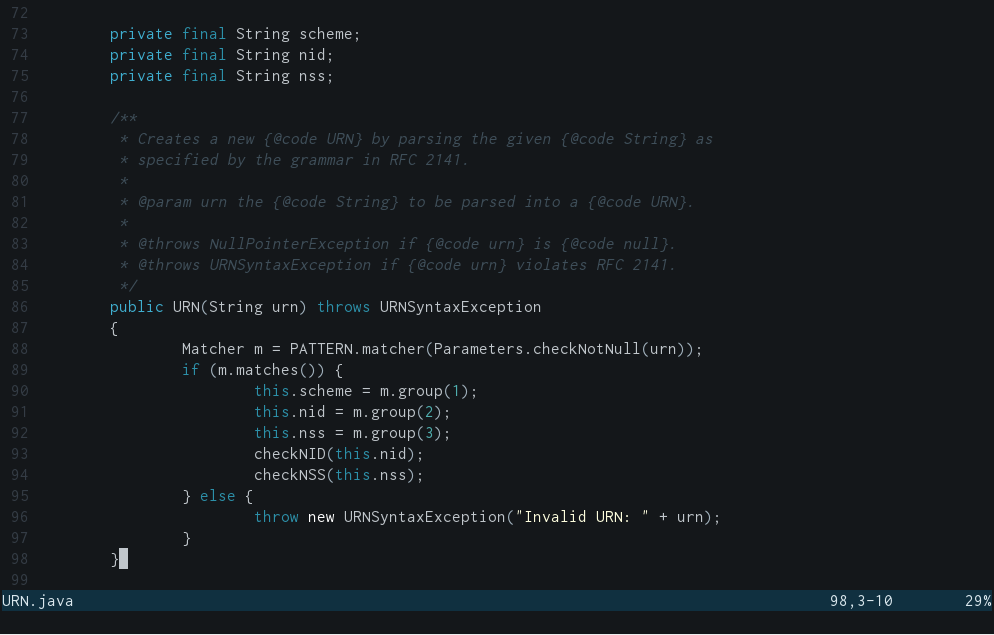 72
73 private final String scheme;
74 private final String nid;
75 private final String nss;
76
77 /**
78 * Creates a new {@code URN} by parsing the given {@code String} as
79 * specified by the grammar in RFC 2141.
80 *
81 * @param urn the {@code String} to be parsed into a {@code URN}.
82 *
83 * @throws NullPointerException if {@code urn} is {@code null}.
84 * @throws URNSyntaxException if {@code urn} violates RFC 2141.
85 */
86 public URN(String urn) throws URNSyntaxException
87 {
88 Matcher m = PATTERN.matcher(Parameters.checkNotNull(urn));
89 if (m.matches()) {
90 this.scheme = m.group(1);
91 this.nid = m.group(2);
92 this.nss = m.group(3);
93 checkNID(this.nid);
94 checkNSS(this.nss);
95 } else {
96 throw new URNSyntaxException("Invalid URN: " + urn);
97 }
98 }
99
URN.java 98,3-10 29%